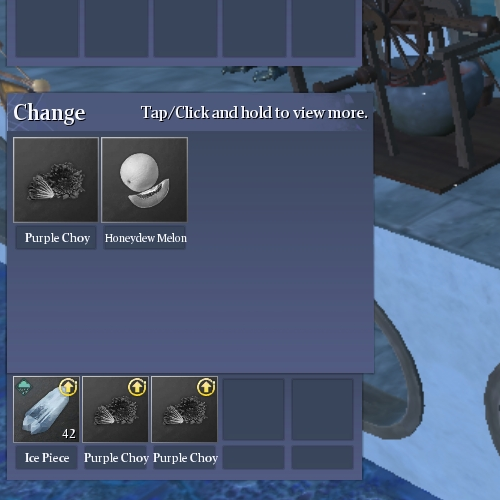 Change Tap/Click and hold to view more.
Purple Choy Honeydew Melon
42
Ice Piece Purple Choy Purple Choy